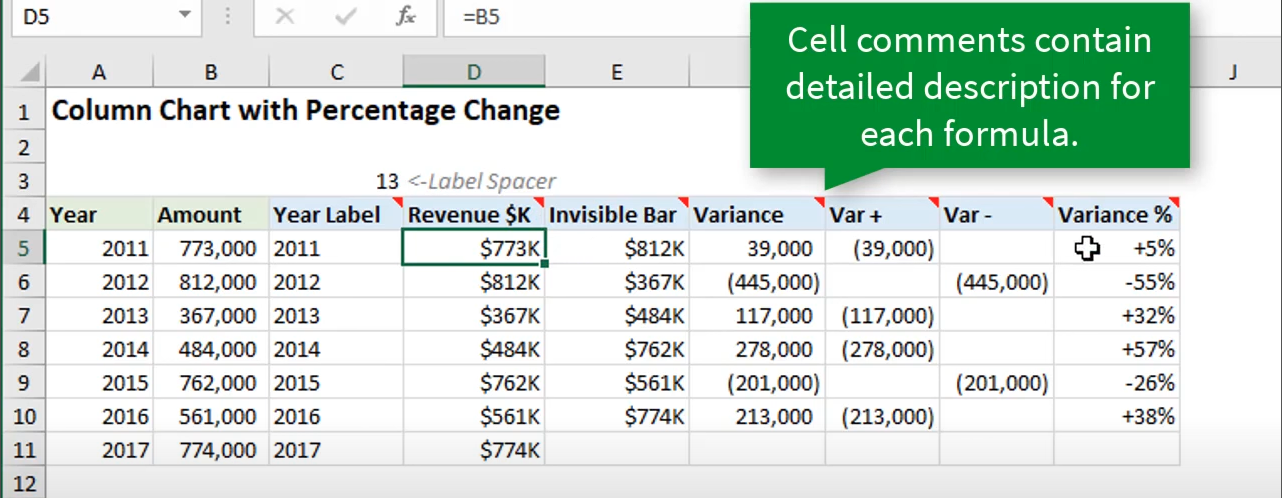 D5 fx =B5
Cell comments contain
detailed description for
each formula.
A B C D E J
1 Column Chart with Percentage Change
2
3 13 <-Label Spacer
4 Year Amount Year Label Revenue $K Invisible Bar Variance Var + Var - Variance %
5 2011 773,000 2011 $773K $812K 39,000 (39,000) +5%
6 2012 812,000 2012 $812K $367K (445,000) (445,000) -55%
7 2013 367,000 2013 $367K $484K 117,000 (117,000) +32%
8 2014 484,000 2014 $484K $762K 278,000 (278,000) +57%
9 2015 762,000 2015 $762K $561K (201,000) (201,000) -26%
10 2016 561,000 2016 $561K $774K 213,000 (213,000) +38%
11 2017 774,000 2017 $774K
12